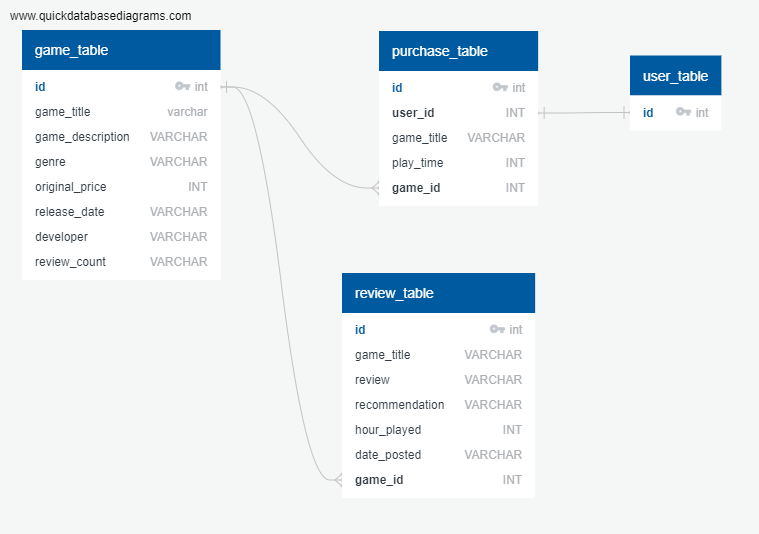 www.quickdatabasediagrams.com
game_table
id int
game_title varchar
game_description VARCHAR
genre VARCHAR
original_price INT
release_date VARCHAR
developer VARCHAR
review_count VARCHAR
purchase_table
id int
user_id INT
game_title VARCHAR
play_time INT
game_id INT
user_table
id int
review_table
id int
game_title VARCHAR
review VARCHAR
recommendation VARCHAR
hour_played INT
date_posted VARCHAR
game_id INT